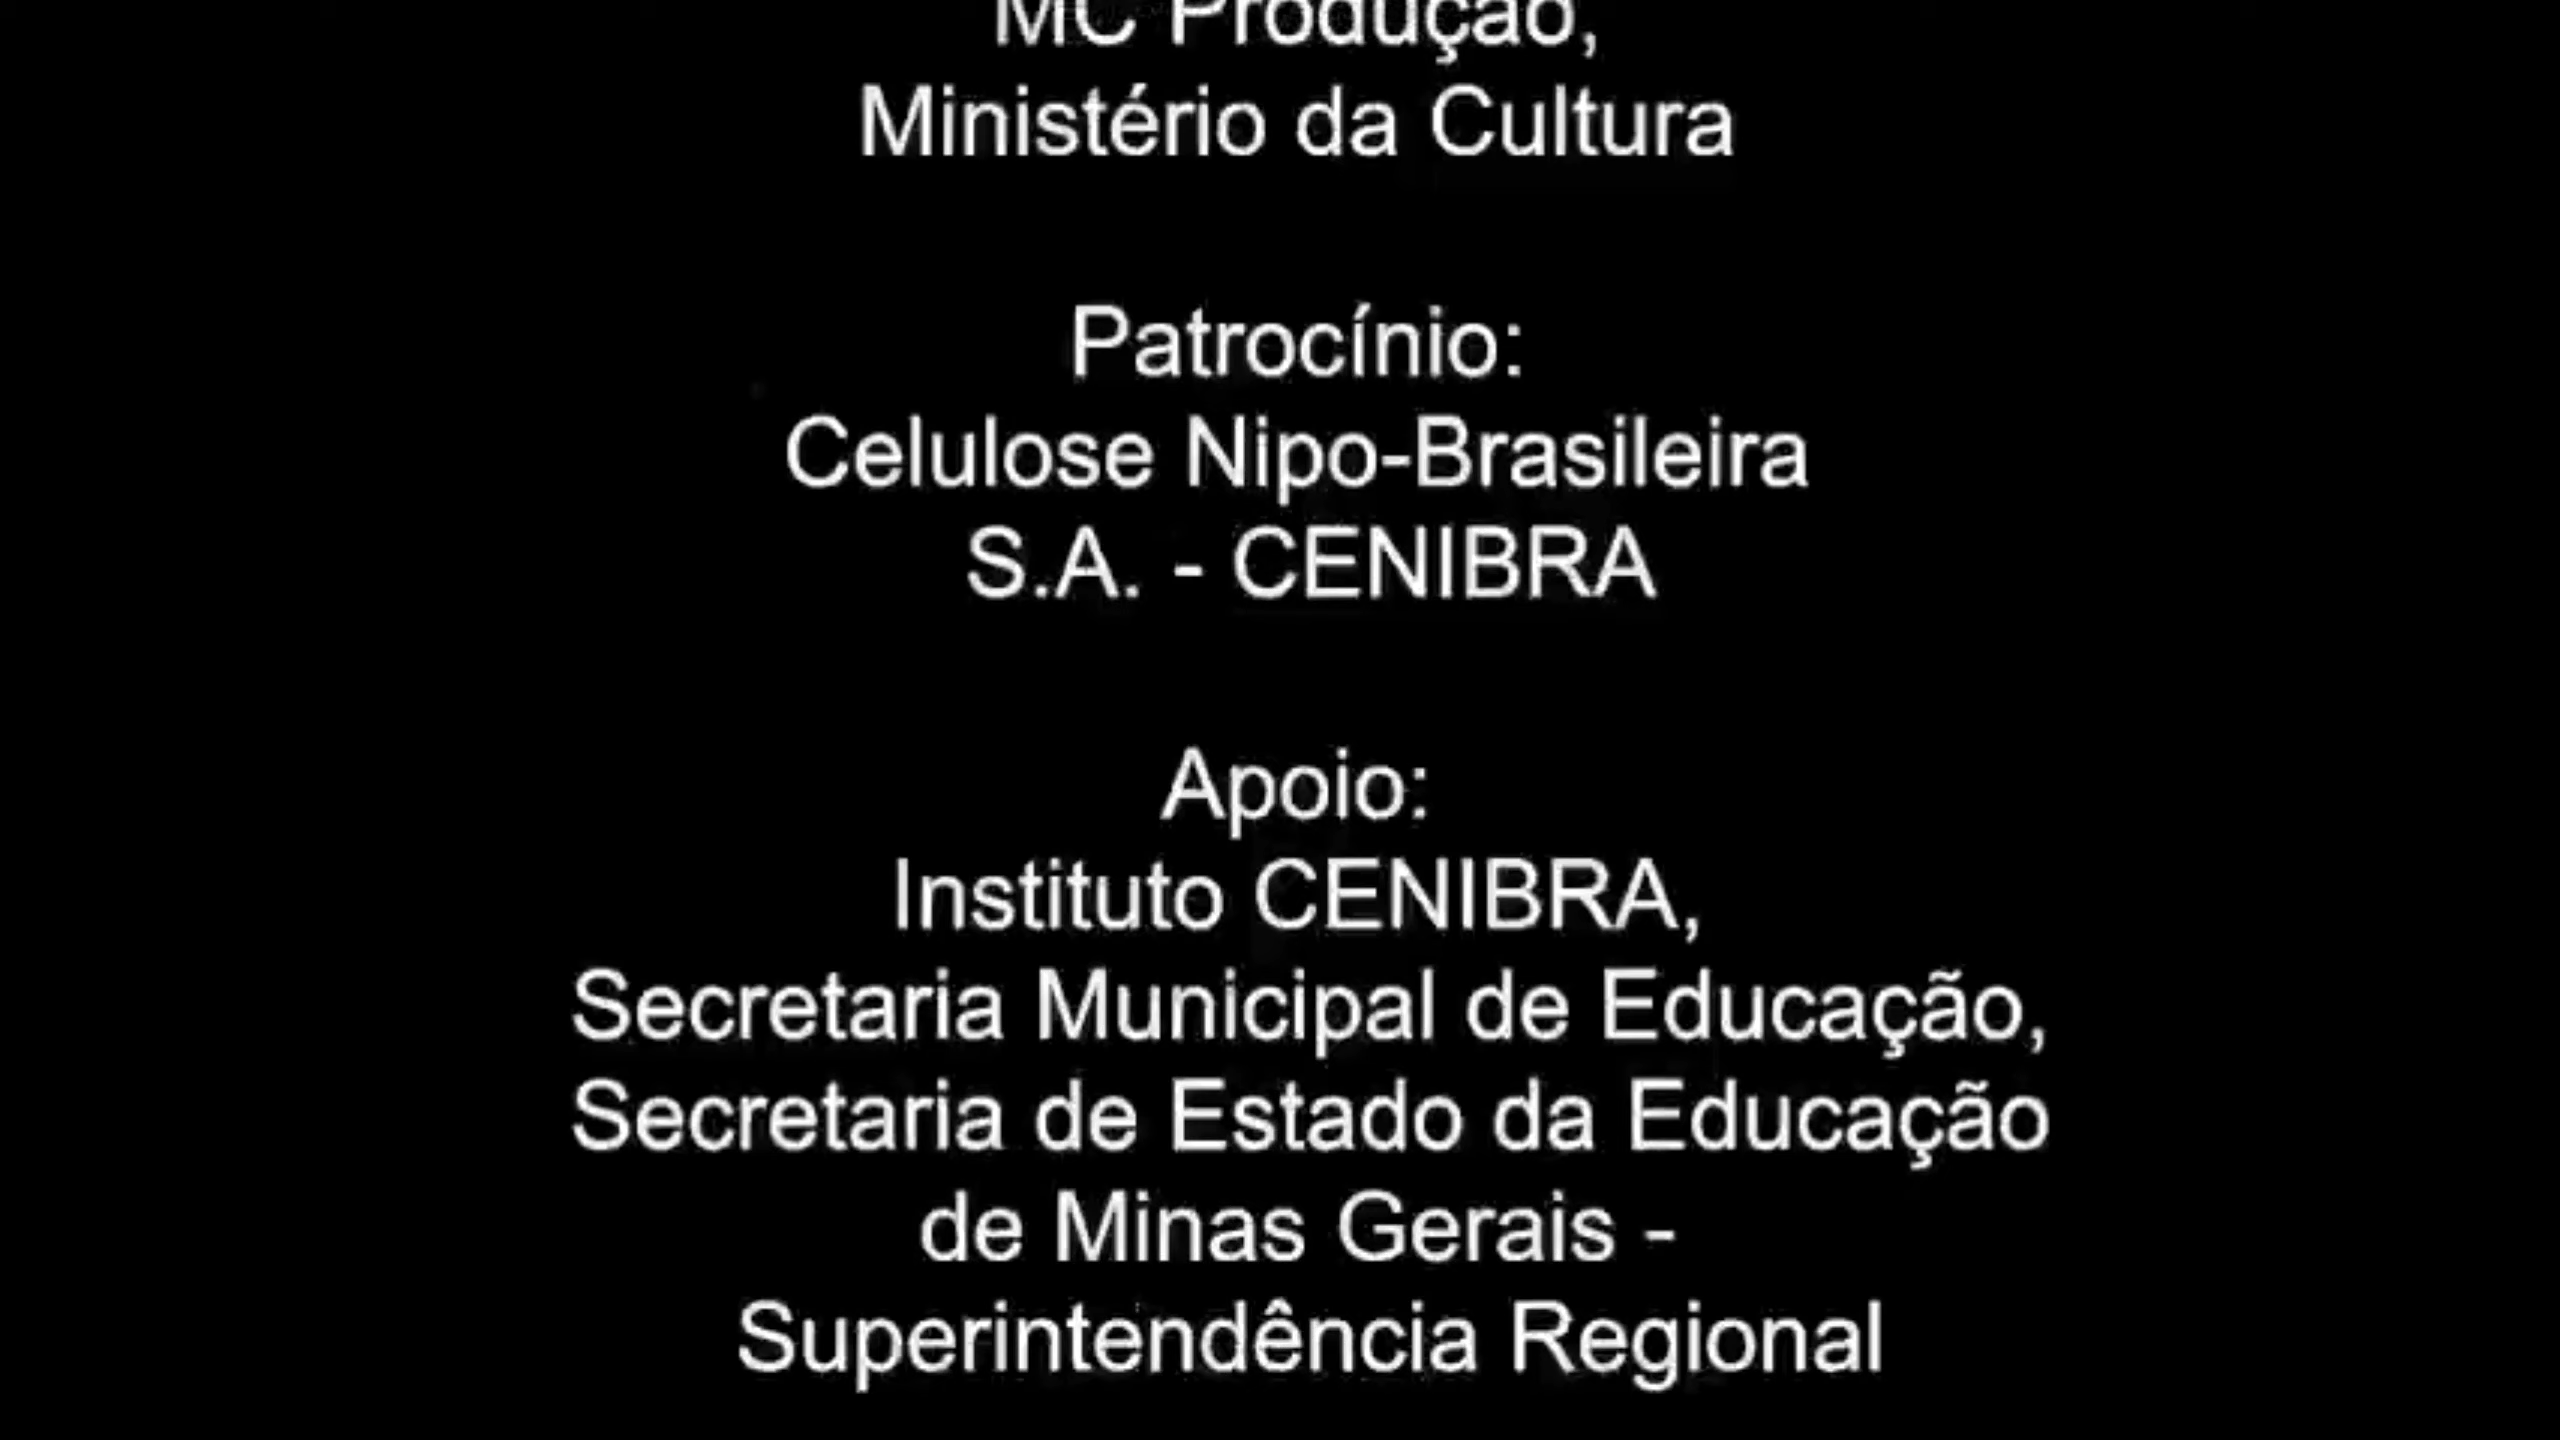 MC Produção,
Ministério da Cultura
Patrocínio:
Celulose Nipo-Brasileira
S.A. - CENIBRA
Apoio:
Instituto CENIBRA,
Secretaria Municipal de Educação,
Secretaria de Estado da Educação
de Minas Gerais -
Superintendência Regional